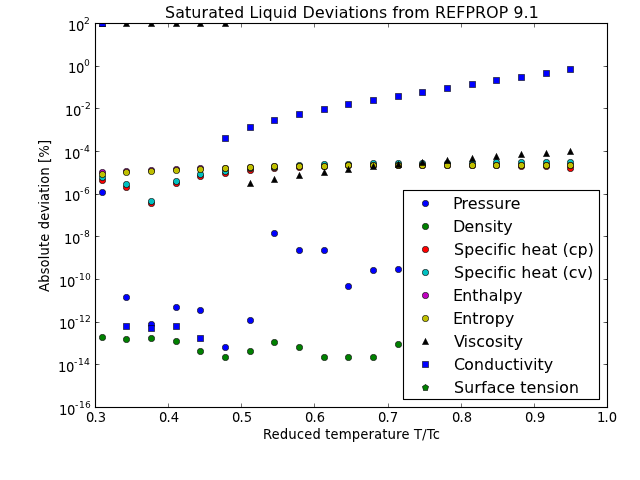 Saturated Liquid Deviations from REFPROP 9.1
Absolute deviation [%]
10^2
10^0
10^-2
10^-4
10^-6
10^-8
10^-10
10^-12
10^-14
10^-16
Pressure
Density
Specific heat (cp)
Specific heat (cv)
Enthalpy
Entropy
Viscosity
Conductivity
Surface tension
0.3 0.4 0.5 0.6 0.7 0.8 0.9 1.0
Reduced temperature T/Tc